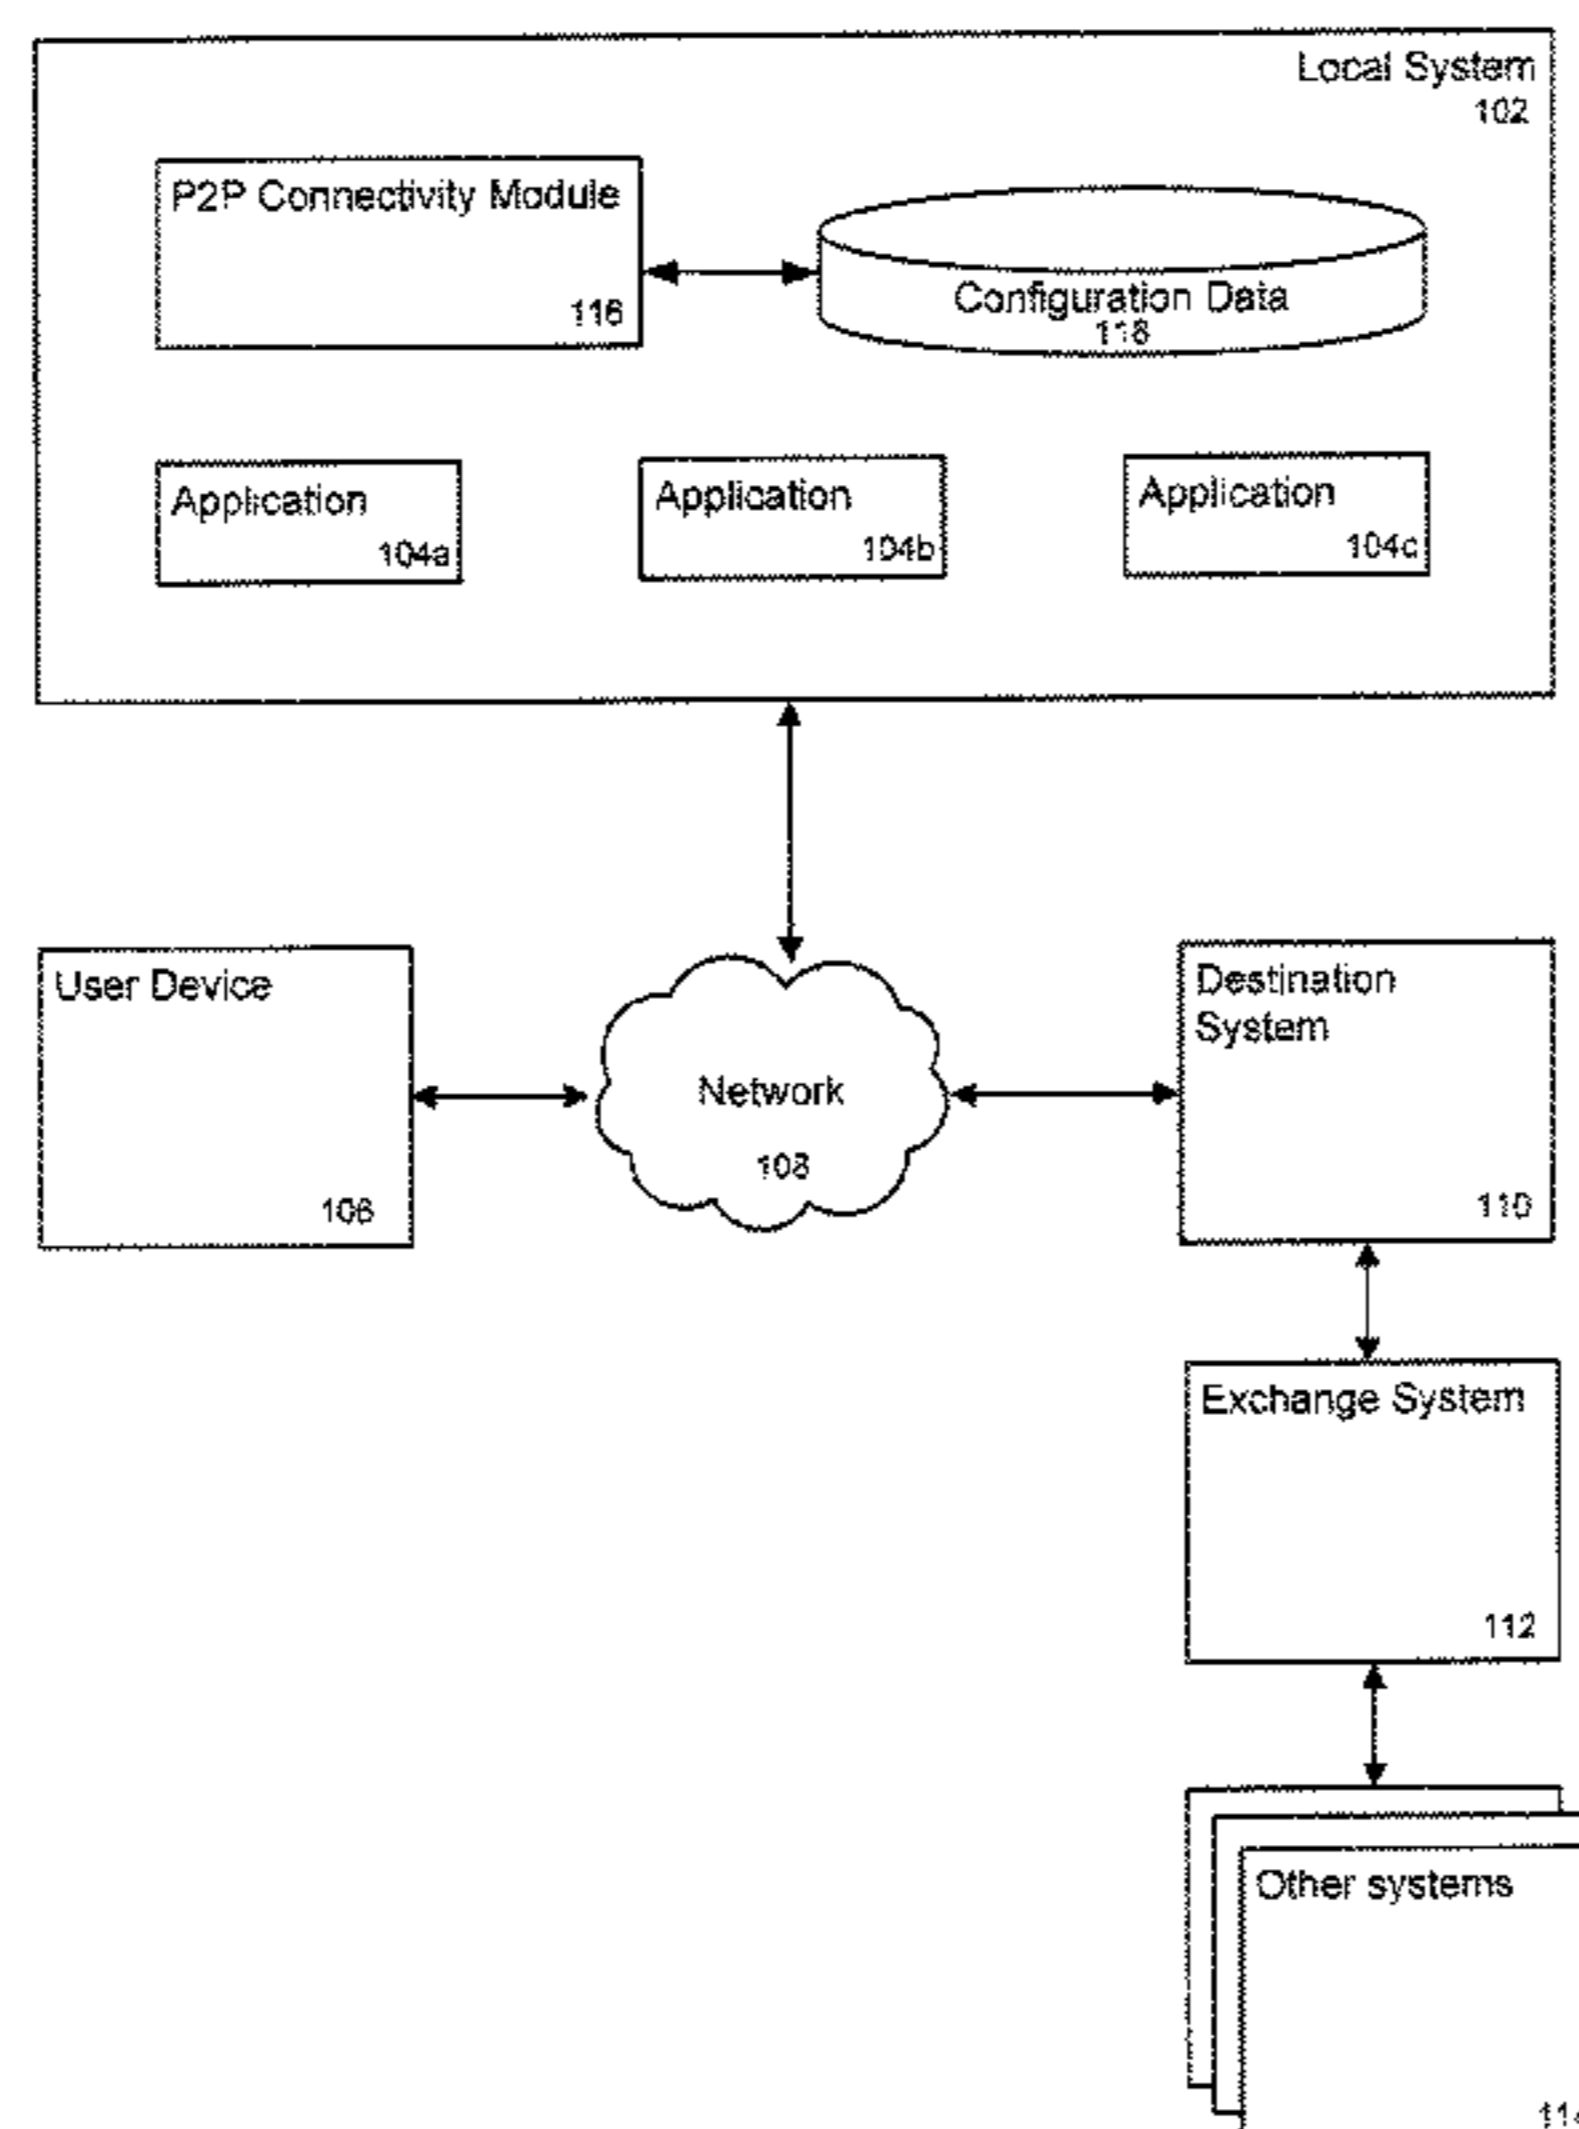 Local System
102
P2P Connectivity Module
116
Configuration Data
118
Application
104a
Application
104b
Application
104c
User Device
106
Network
108
Destination
System
110
Exchange System
112
Other systems
114